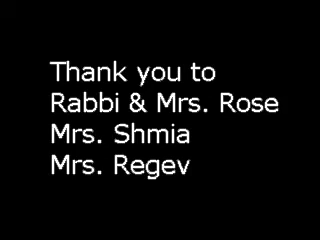 Thank you to
Rabbi & Mrs. Rose
Mrs. Shmia
Mrs. Regev